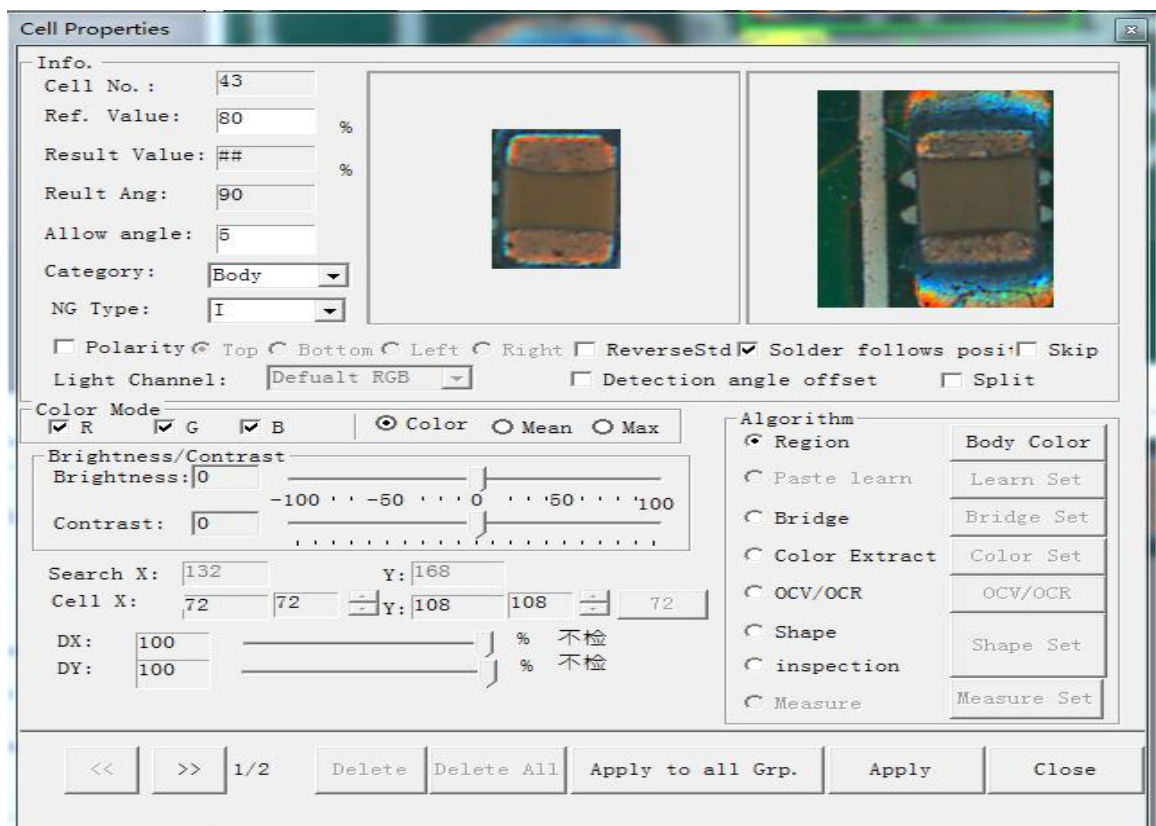 Cell Properties
Info.
Cell No.: 43
Ref. Value: 80 %
Result Value: ## %
Reult Ang: 90
Allow angle: 5
Category: Body
NG Type: I
Polarity Top Bottom Left Right ReverseStd Solder follows posit Skip
Light Channel: Defualt RGB Detection angle offset Split
Color Mode
R G B Color Mean Max
Brightness/Contrast
Brightness: 0
-100 -50 0 50 100
Contrast: 0
Search X: 132 Y: 168
Cell X: 72 72 Y: 108 108 72
DX: 100 % 不检
DY: 100 % 不检
Algorithm
Region Body Color
Paste learn Learn Set
Bridge Bridge Set
Color Extract Color Set
OCV/OCR OCV/OCR
Shape Shape Set
inspection
Measure Measure Set
<< >> 1/2 Delete Delete All Apply to all Grp. Apply Close